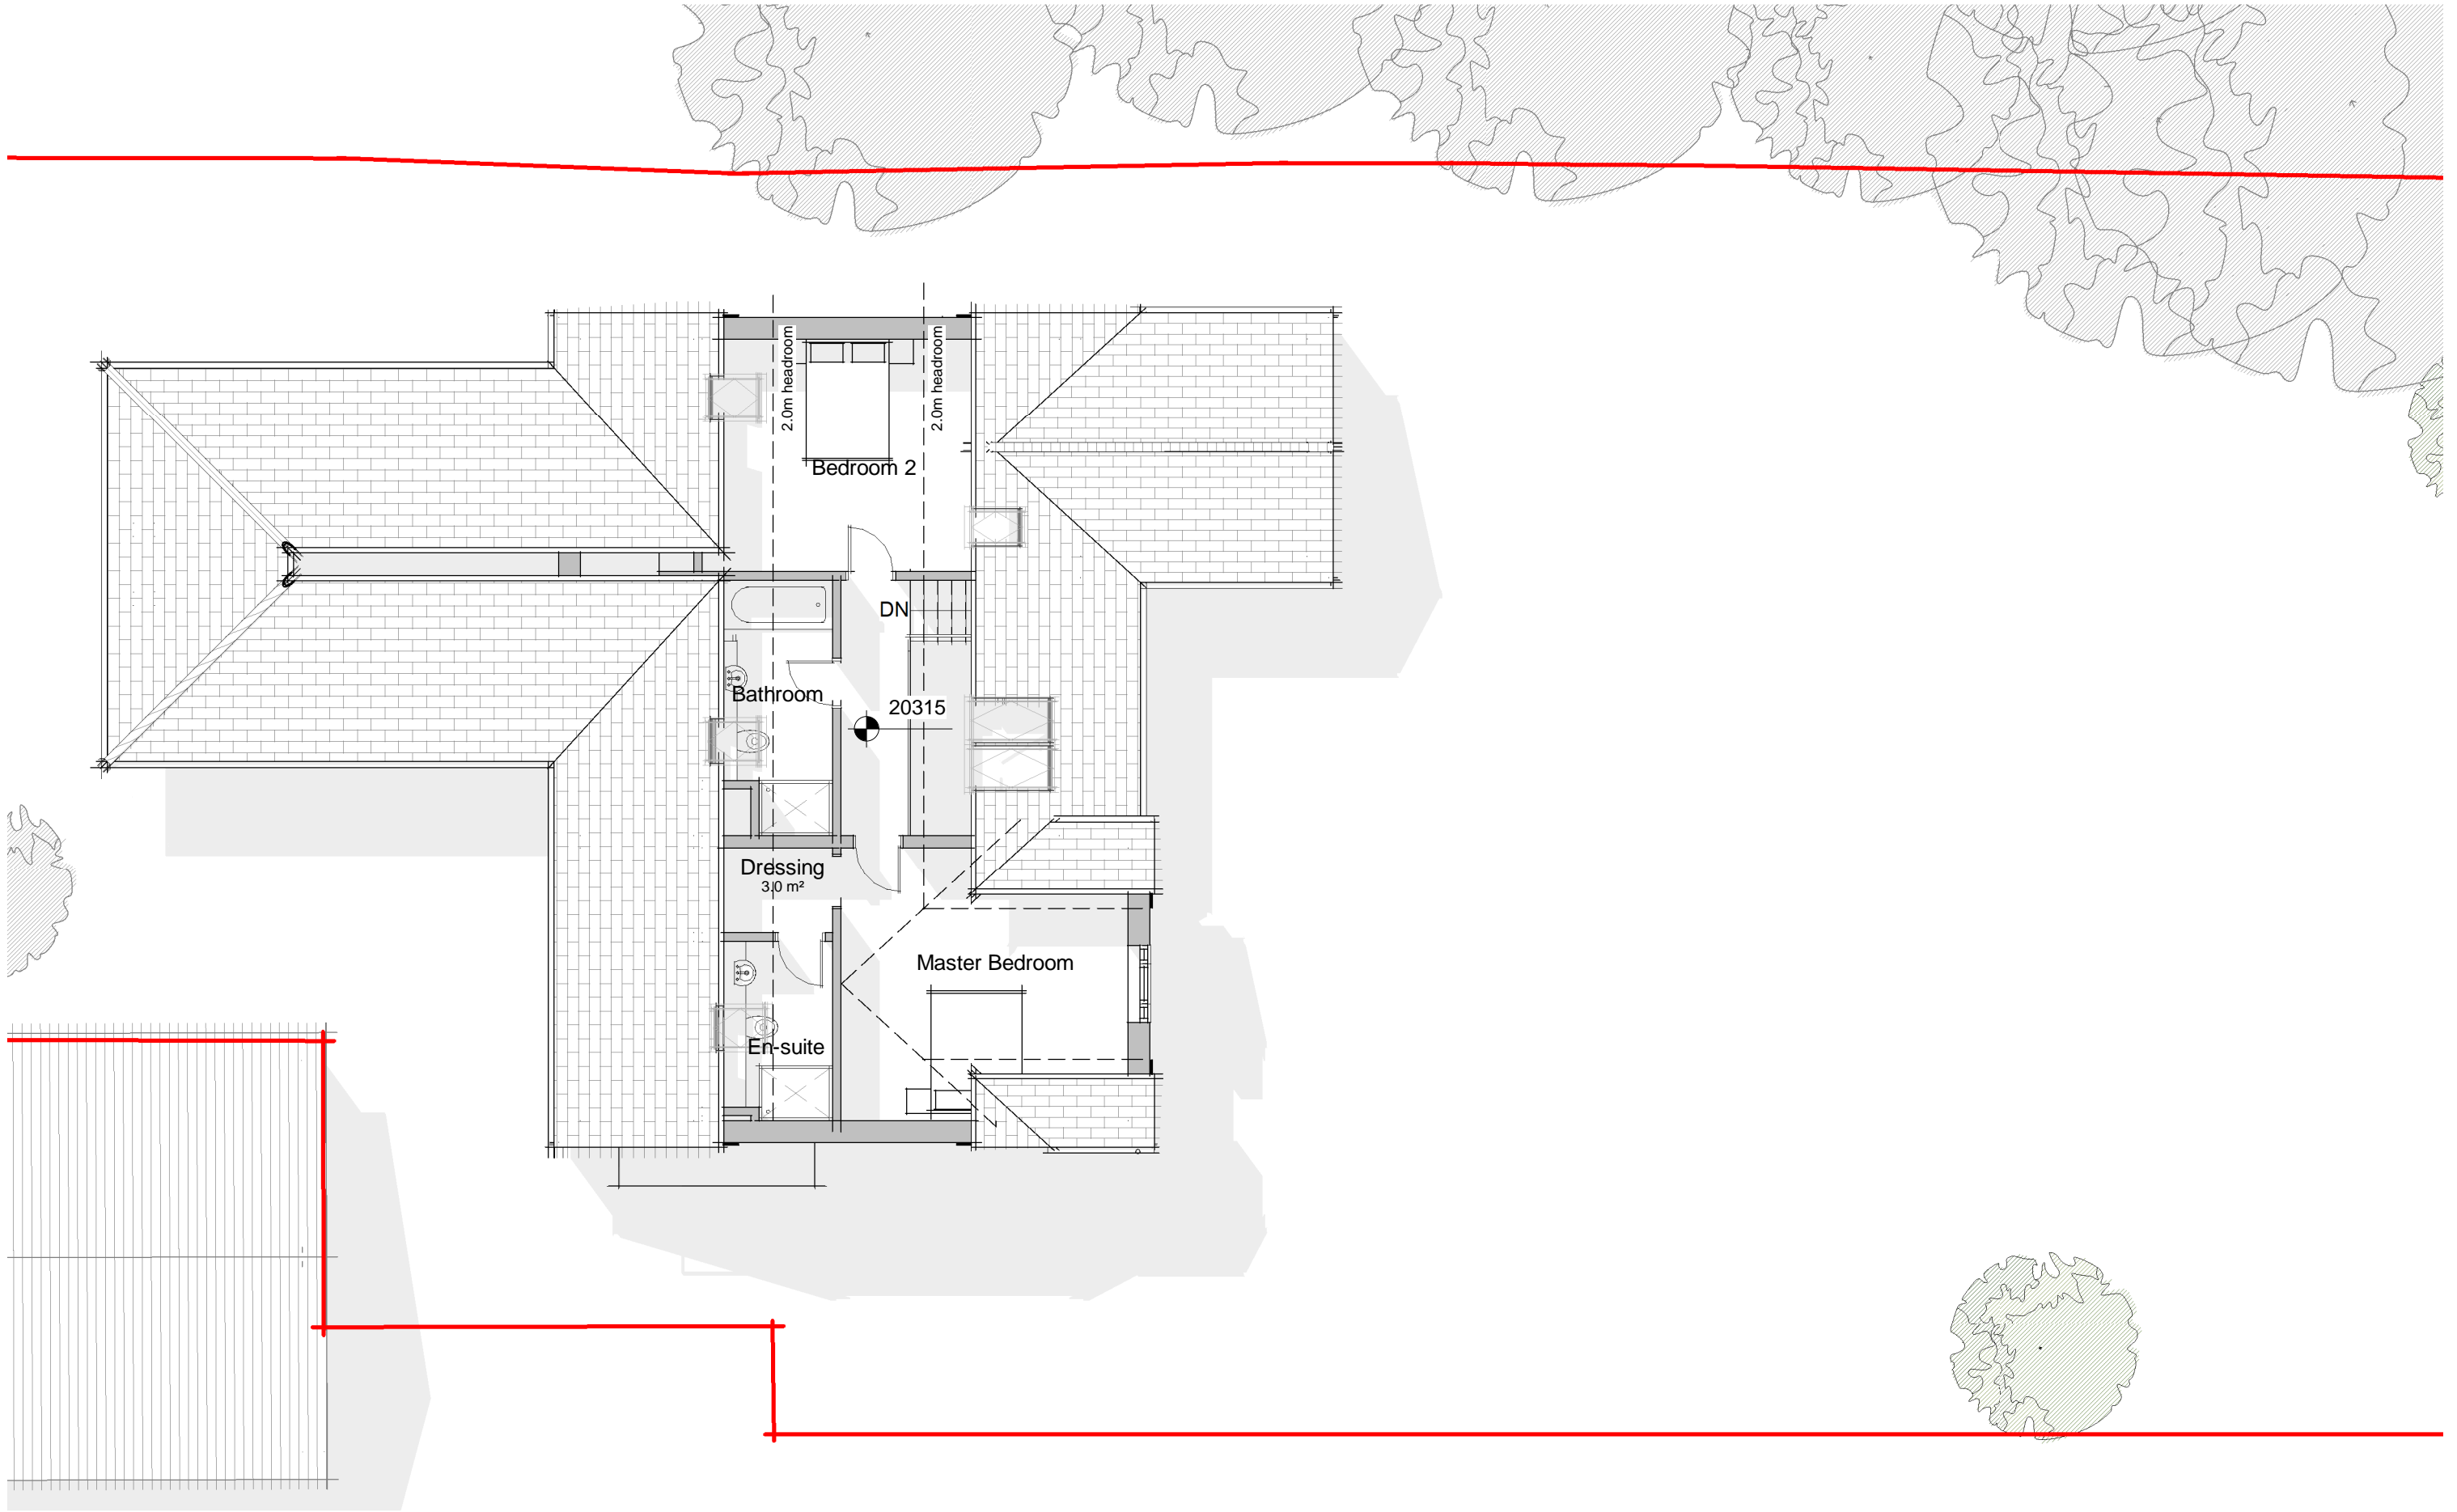 2.0m headroom
2.0m headroom
Bedroom 2
DN
Bathroom
20315
Dressing
3.0 m²
Master Bedroom
En-suite